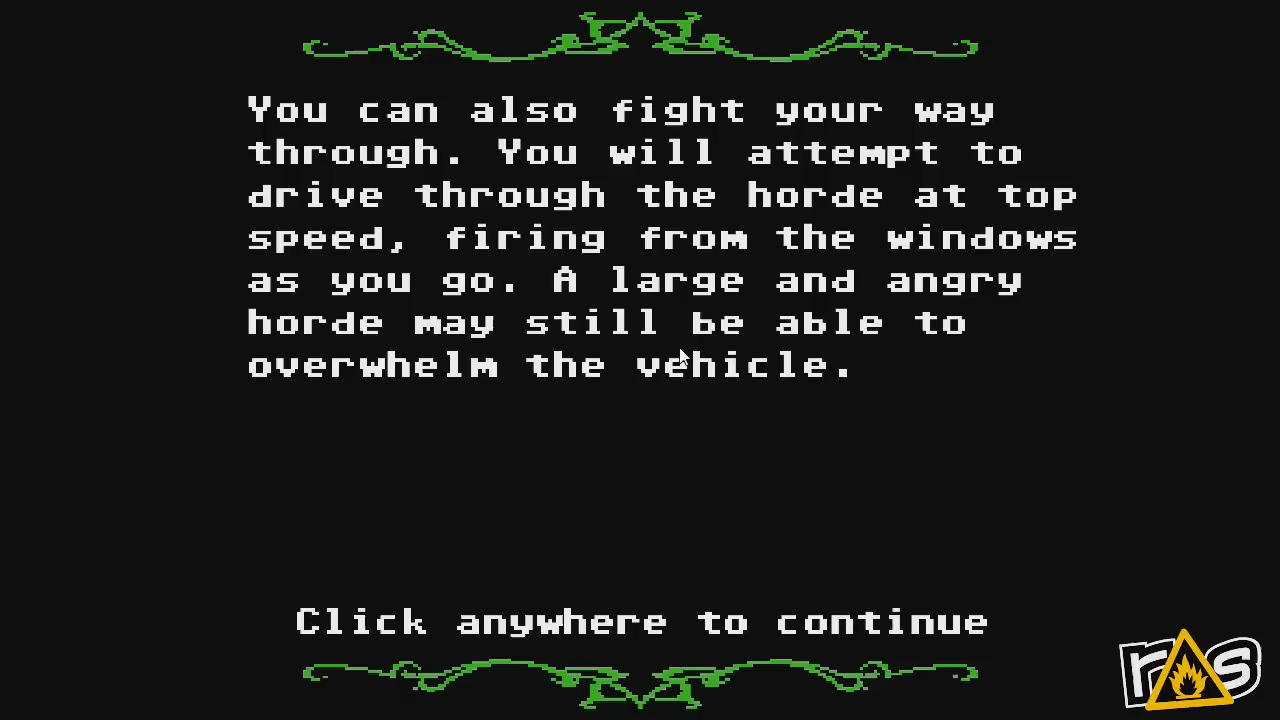 You can also fight your way
through. You will attempt to
drive through the horde at top
speed, firing from the windows
as you go. A large and angry
horde may still be able to
overwhelm the vehicle.
Click anywhere to continue
ras